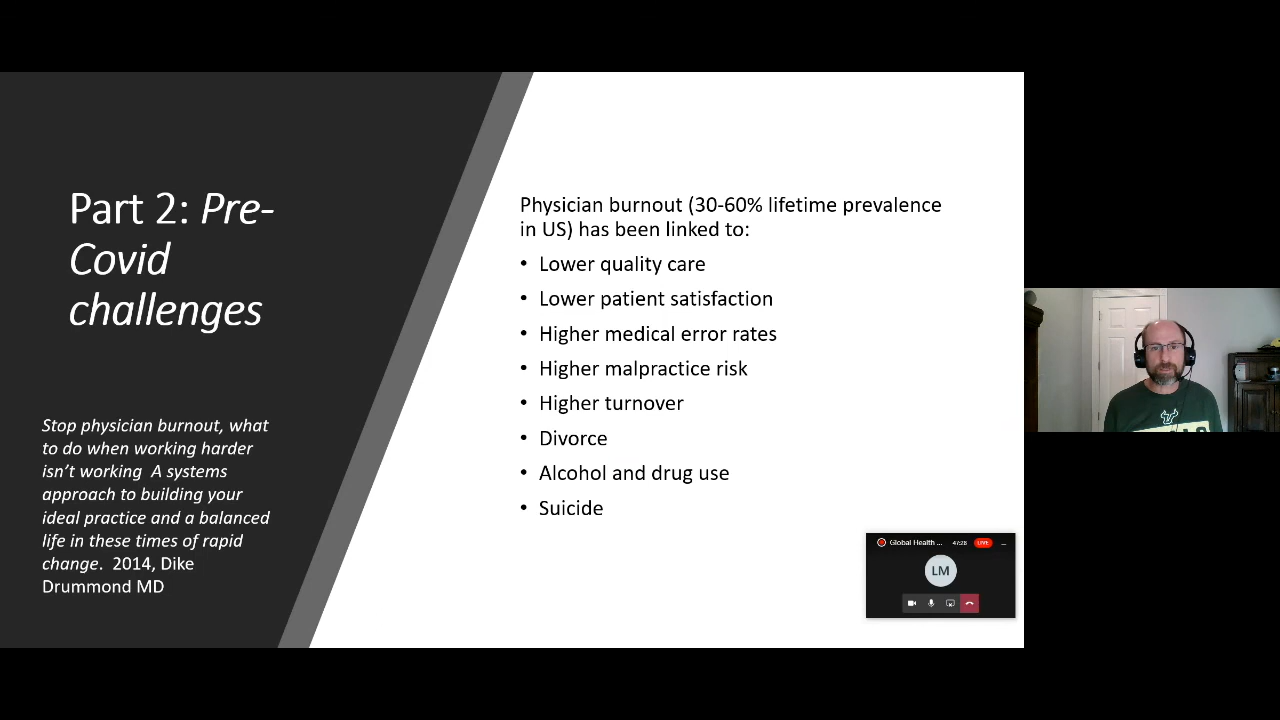 Part 2: Pre-
Covid
challenges
Stop physician burnout, what
to do when working harder
isn't working  A systems
approach to building your
ideal practice and a balanced
life in these times of rapid
change.  2014, Dike
Drummond MD
Physician burnout (30-60% lifetime prevalence
in US) has been linked to:
• Lower quality care
• Lower patient satisfaction
• Higher medical error rates
• Higher malpractice risk
• Higher turnover
• Divorce
• Alcohol and drug use
• Suicide
Global Health ... 47:28 LIVE
LM